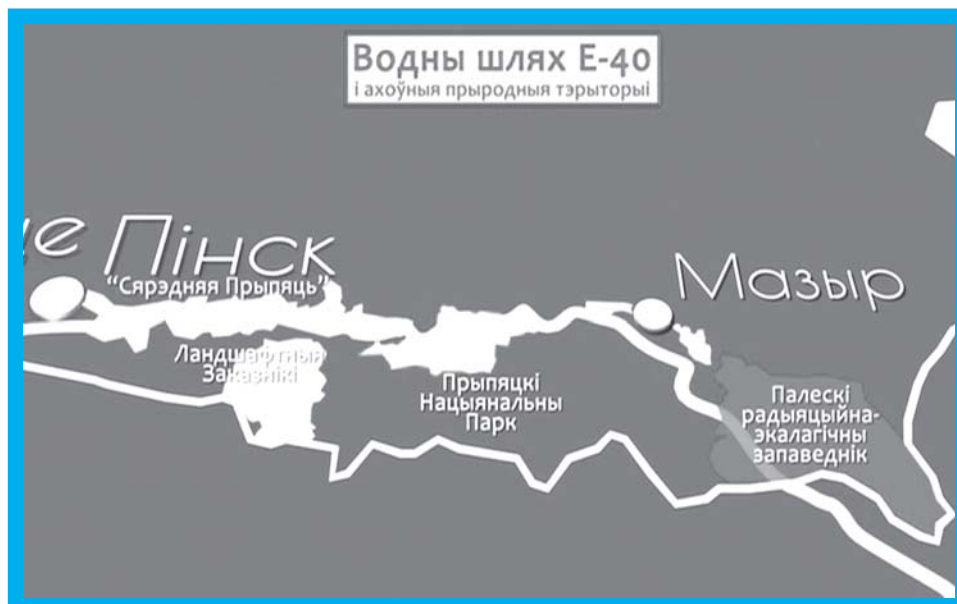 Водны шлях Е-40
і ахоўныя прыродныя тэрыторыі
Пінск
Мазыр
“Сярэдняя Прыпяць”
Ландшафтныя
Заказнікі
Прыпяцкі
Нацыянальны
Парк
Палескі
радыяцыйна-
экалагічны
запаведнік